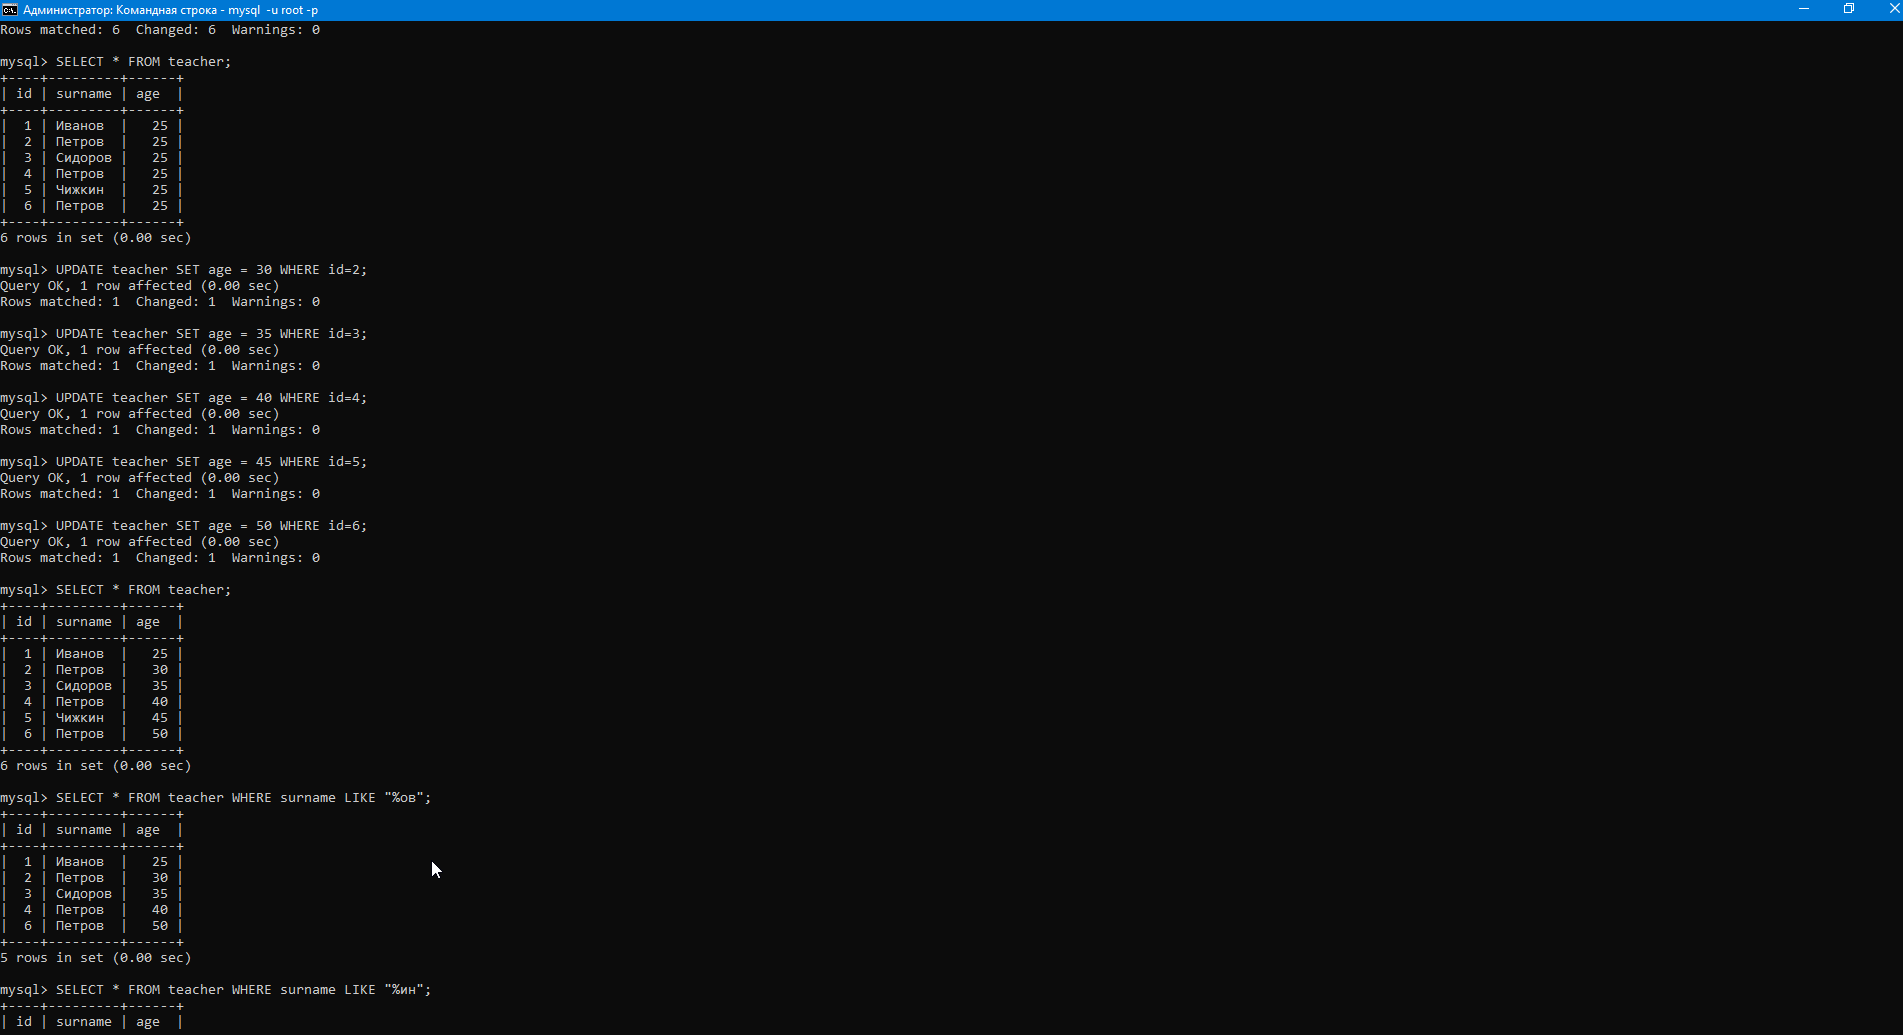 Администратор: Командная строка - mysql  -u root -p
Rows matched: 6  Changed: 6  Warnings: 0
mysql> SELECT * FROM teacher;
+----+---------+------+
| id | surname | age  |
+----+---------+------+
|  1 | Иванов  |   25 |
|  2 | Петров  |   25 |
|  3 | Сидоров |   25 |
|  4 | Петров  |   25 |
|  5 | Чижкин  |   25 |
|  6 | Петров  |   25 |
+----+---------+------+
6 rows in set (0.00 sec)
mysql> UPDATE teacher SET age = 30 WHERE id=2;
Query OK, 1 row affected (0.00 sec)
Rows matched: 1  Changed: 1  Warnings: 0
mysql> UPDATE teacher SET age = 35 WHERE id=3;
Query OK, 1 row affected (0.00 sec)
Rows matched: 1  Changed: 1  Warnings: 0
mysql> UPDATE teacher SET age = 40 WHERE id=4;
Query OK, 1 row affected (0.00 sec)
Rows matched: 1  Changed: 1  Warnings: 0
mysql> UPDATE teacher SET age = 45 WHERE id=5;
Query OK, 1 row affected (0.00 sec)
Rows matched: 1  Changed: 1  Warnings: 0
mysql> UPDATE teacher SET age = 50 WHERE id=6;
Query OK, 1 row affected (0.00 sec)
Rows matched: 1  Changed: 1  Warnings: 0
mysql> SELECT * FROM teacher;
+----+---------+------+
| id | surname | age  |
+----+---------+------+
|  1 | Иванов  |   25 |
|  2 | Петров  |   30 |
|  3 | Сидоров |   35 |
|  4 | Петров  |   40 |
|  5 | Чижкин  |   45 |
|  6 | Петров  |   50 |
+----+---------+------+
6 rows in set (0.00 sec)
mysql> SELECT * FROM teacher WHERE surname LIKE "%ов";
+----+---------+------+
| id | surname | age  |
+----+---------+------+
|  1 | Иванов  |   25 |
|  2 | Петров  |   30 |
|  3 | Сидоров |   35 |
|  4 | Петров  |   40 |
|  6 | Петров  |   50 |
+----+---------+------+
5 rows in set (0.00 sec)
mysql> SELECT * FROM teacher WHERE surname LIKE "%ин";
+----+---------+------+
| id | surname | age  |